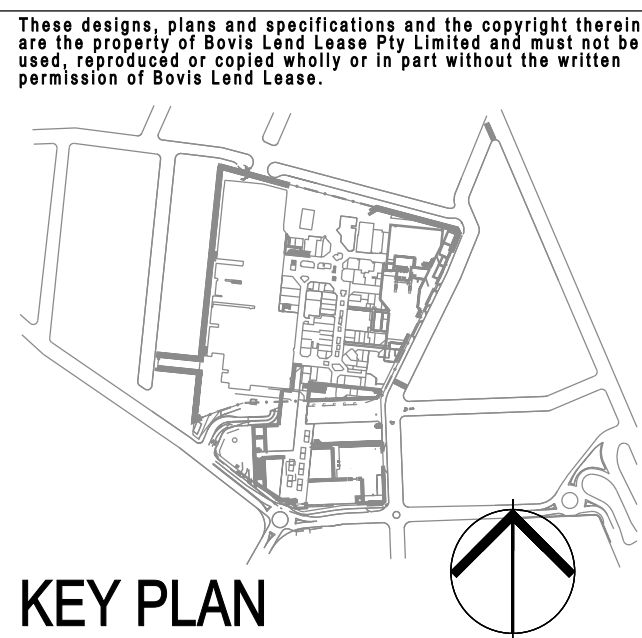 These designs, plans and specifications and the copyright therein
are the property of Bovis Lend Lease Pty Limited and must not be
used, reproduced or copied wholly or in part without the written
permission of Bovis Lend Lease.
KEY PLAN